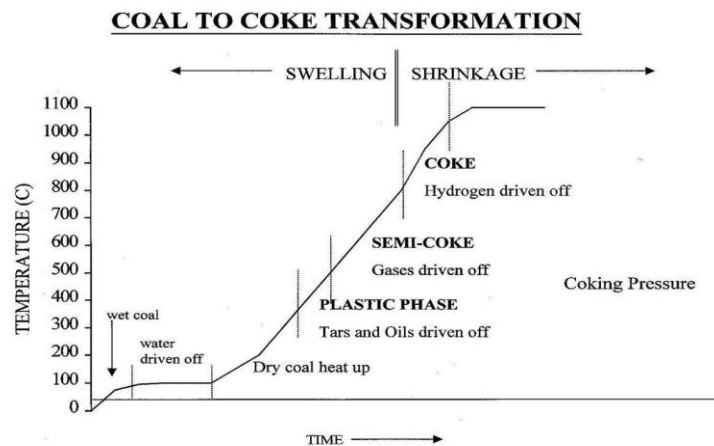 COAL TO COKE TRANSFORMATION
SWELLING
SHRINKAGE
TEMPERATURE (C)
1100
1000
900
800
700
600
500
400
300
200
100
0
COKE
Hydrogen driven off
SEMI-COKE
Gases driven off
Coking Pressure
PLASTIC PHASE
Tars and Oils driven off
wet coal
water
driven off
Dry coal heat up
TIME